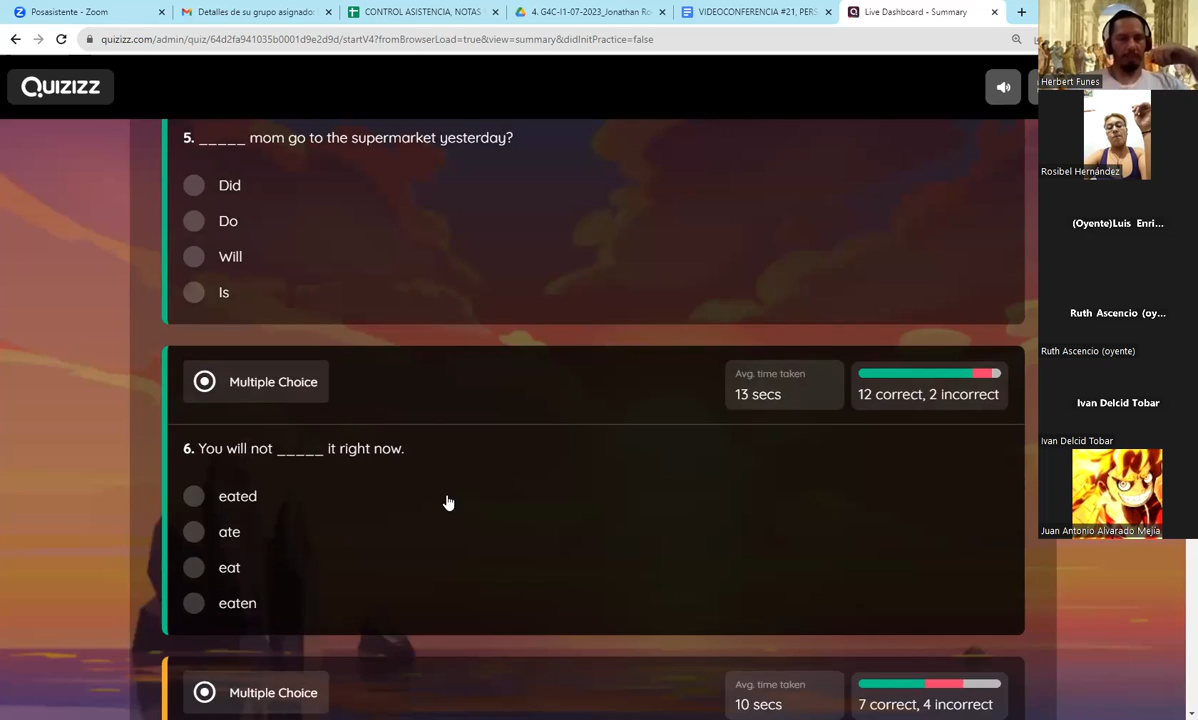 Posasistente - Zoom
Detalles de su grupo asignado:
CONTROL ASISTENCIA, NOTAS
4. G4C-I1-07-2023_Jonathan Ro
VIDEOCONFERENCIA #21, PERS
Live Dashboard - Summary
quizizz.com/admin/quiz/64d2fa941035b0001d9e2d9d/startV4?fromBrowserLoad=true&view=summary&didInitPractice=false
QUIZIZZ
5. _____ mom go to the supermarket yesterday?
Did
Do
Will
Is
Multiple Choice
Avg. time taken
13 secs
12 correct, 2 incorrect
6. You will not _____ it right now.
eated
ate
eat
eaten
Multiple Choice
Avg. time taken
10 secs
7 correct, 4 incorrect
Herbert Funes
Rosibel Hernández
(Oyente)Luis Enri...
Ruth Ascencio (oy...
Ruth Ascencio (oyente)
Ivan Delcid Tobar
Ivan Delcid Tobar
Juan Antonio Alvarado Mejía